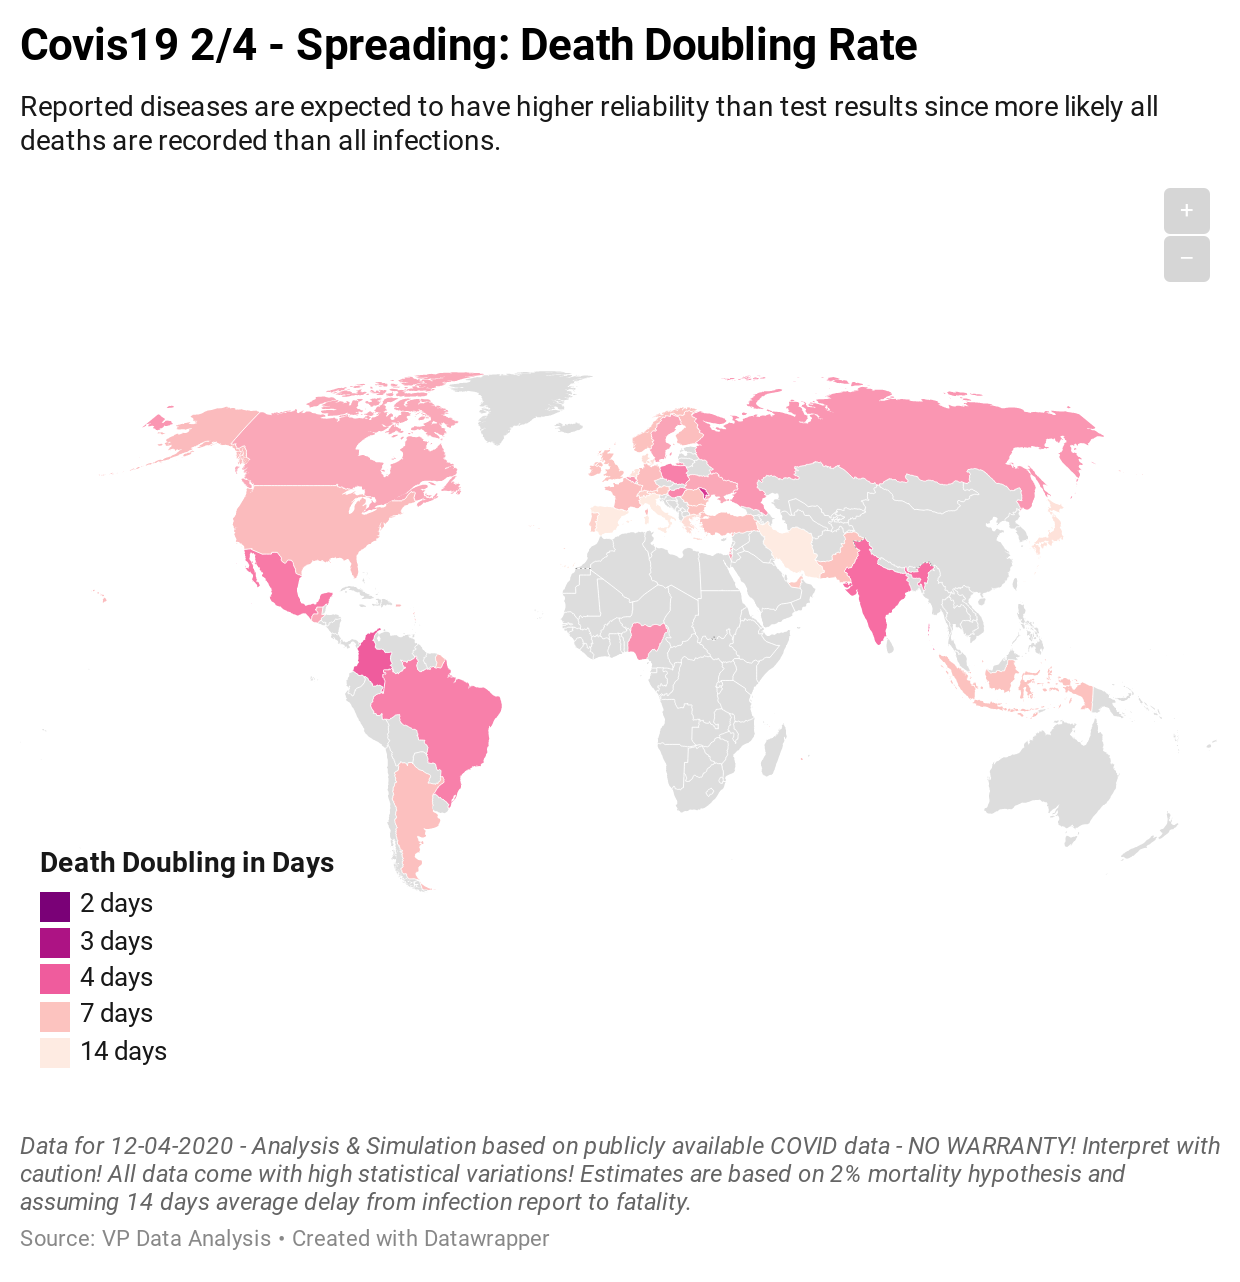 Covis19 2/4 - Spreading: Death Doubling Rate
Reported diseases are expected to have higher reliability than test results since more likely all
deaths are recorded than all infections.
+
−
Death Doubling in Days
2 days
3 days
4 days
7 days
14 days
Data for 12-04-2020 - Analysis & Simulation based on publicly available COVID data - NO WARRANTY! Interpret with
caution! All data come with high statistical variations! Estimates are based on 2% mortality hypothesis and
assuming 14 days average delay from infection report to fatality.
Source: VP Data Analysis • Created with Datawrapper